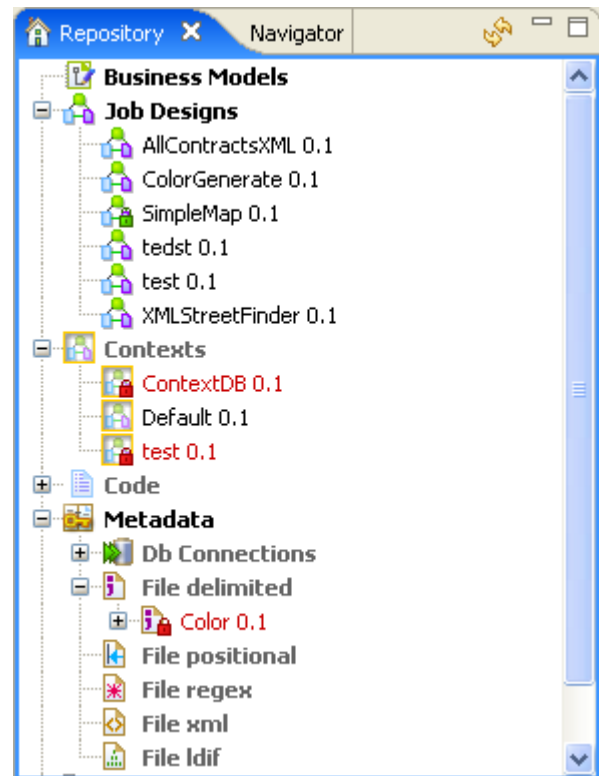 Repository Navigator
Business Models
Job Designs
AllContractsXML 0.1
ColorGenerate 0.1
SimpleMap 0.1
tedst 0.1
test 0.1
XMLStreetFinder 0.1
Contexts
ContextDB 0.1
Default 0.1
test 0.1
Code
Metadata
Db Connections
File delimited
Color 0.1
File positional
File regex
File xml
File ldif